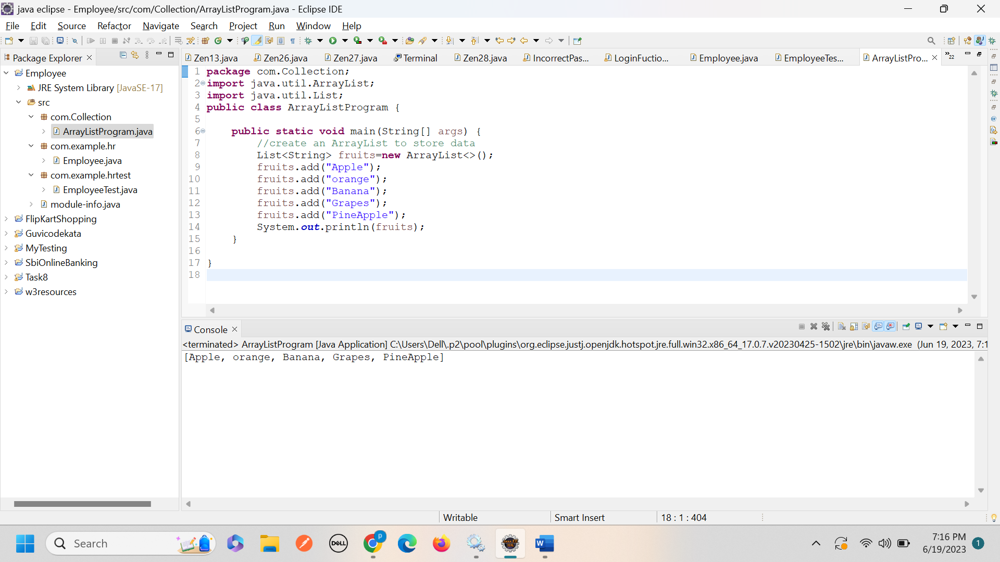 java eclipse - Employee/src/com/Collection/ArrayListProgram.java - Eclipse IDE
File Edit Source Refactor Navigate Search Project Run Window Help
Package Explorer
Zen13.java Zen26.java Zen27.java Terminal Zen28.java IncorrectPas... LoginFuctio... Employee.java EmployeeTes... ArrayListPro... »22
Employee
JRE System Library [JavaSE-17]
src
com.Collection
ArrayListProgram.java
com.example.hr
Employee.java
com.example.hrtest
EmployeeTest.java
module-info.java
FlipKartShopping
Guvicodekata
MyTesting
SbiOnlineBanking
Task8
w3resources
1 package com.Collection;
2 import java.util.ArrayList;
3 import java.util.List;
4 public class ArrayListProgram {
5
6     public static void main(String[] args) {
7         //create an ArrayList to store data
8         List<String> fruits=new ArrayList<>();
9         fruits.add("Apple");
10         fruits.add("orange");
11         fruits.add("Banana");
12         fruits.add("Grapes");
13         fruits.add("PineApple");
14         System.out.println(fruits);
15     }
16
17 }
18
Console
<terminated> ArrayListProgram [Java Application] C:\Users\Dell\.p2\pool\plugins\org.eclipse.justj.openjdk.hotspot.jre.full.win32.x86_64_17.0.7.v20230425-1502\jre\bin\javaw.exe (Jun 19, 2023, 7:1
[Apple, orange, Banana, Grapes, PineApple]
Writable Smart Insert 18 : 1 : 404
Search
DELL
P
Java EE
IDE
W
7:16 PM
6/19/2023
1